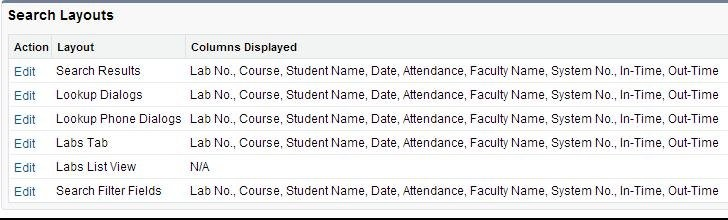 Search Layouts
Action Layout Columns Displayed
Edit Search Results Lab No., Course, Student Name, Date, Attendance, Faculty Name, System No., In-Time, Out-Time
Edit Lookup Dialogs Lab No., Course, Student Name, Date, Attendance, Faculty Name, System No., In-Time, Out-Time
Edit Lookup Phone Dialogs Lab No., Course, Student Name, Date, Attendance, Faculty Name, System No., In-Time, Out-Time
Edit Labs Tab Lab No., Course, Student Name, Date, Attendance, Faculty Name, System No., In-Time, Out-Time
Edit Labs List View N/A
Edit Search Filter Fields Lab No., Course, Student Name, Date, Attendance, Faculty Name, System No., In-Time, Out-Time